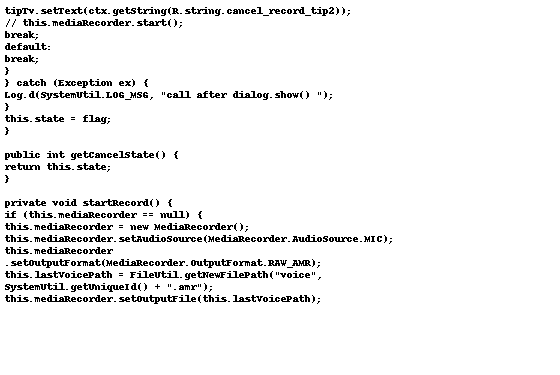 tipTv.setText(ctx.getString(R.string.cancel_record_tip2));
// this.mediaRecorder.start();
break;
default:
break;
}
} catch (Exception ex) {
Log.d(SystemUtil.LOG_MSG, "call after dialog.show() ");
}
this.state = flag;
}

public int getCancelState() {
return this.state;
}

private void startRecord() {
if (this.mediaRecorder == null) {
this.mediaRecorder = new MediaRecorder();
this.mediaRecorder.setAudioSource(MediaRecorder.AudioSource.MIC);
this.mediaRecorder
.setOutputFormat(MediaRecorder.OutputFormat.RAW_AMR);
this.lastVoicePath = FileUtil.getNewFilePath("voice",
SystemUtil.getUniqueId() + ".amr");
this.mediaRecorder.setOutputFile(this.lastVoicePath);